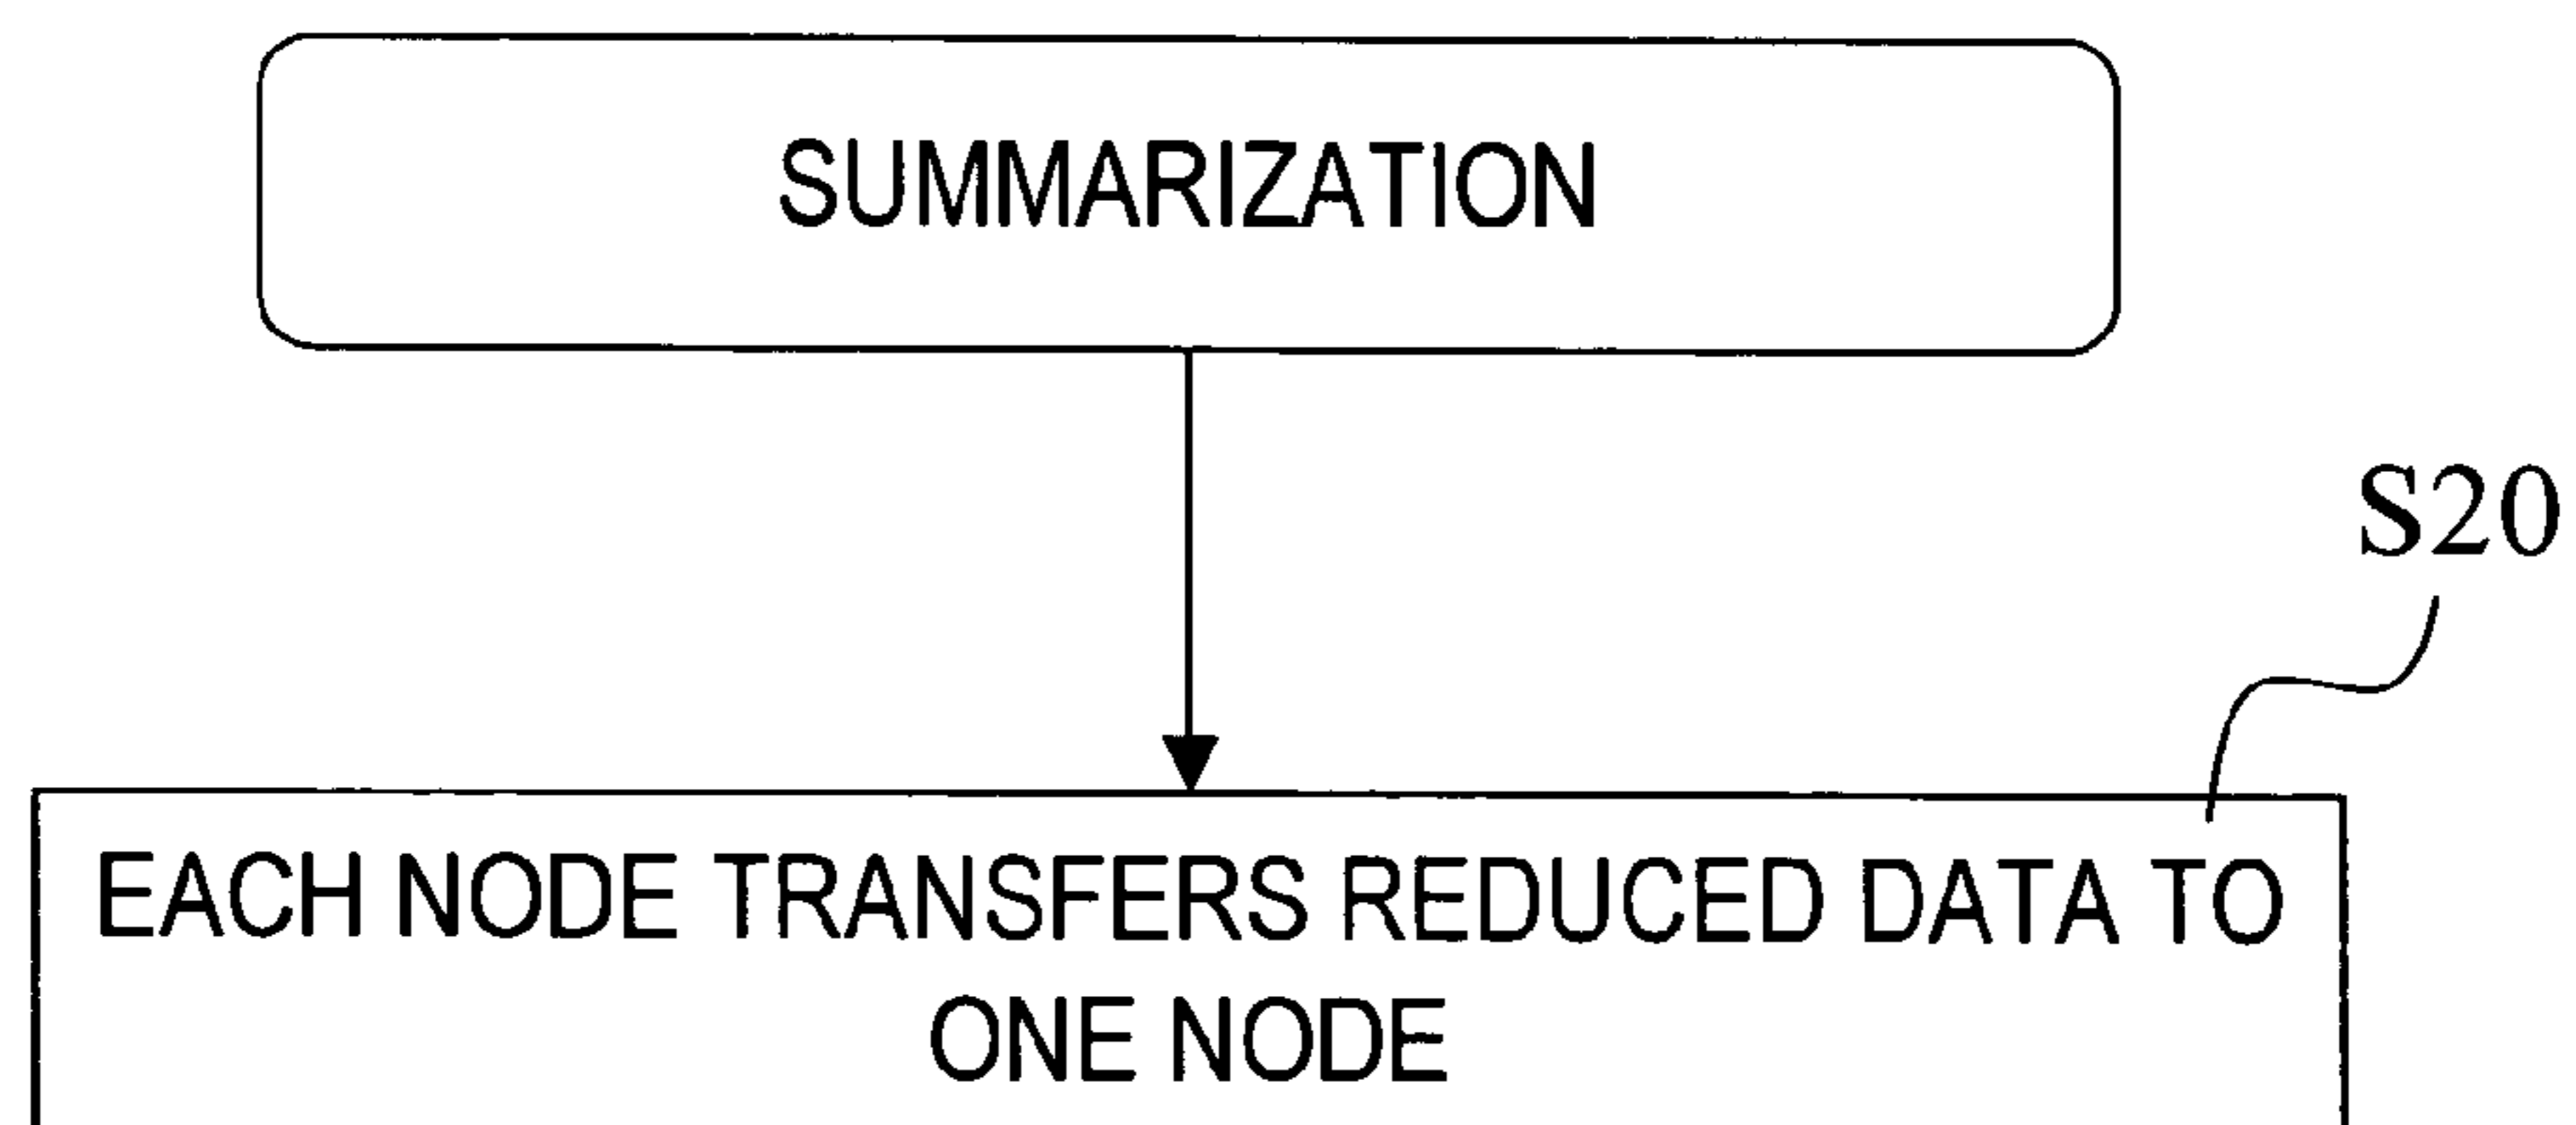 SUMMARIZATION
S20
EACH NODE TRANSFERS REDUCED DATA TO
ONE NODE